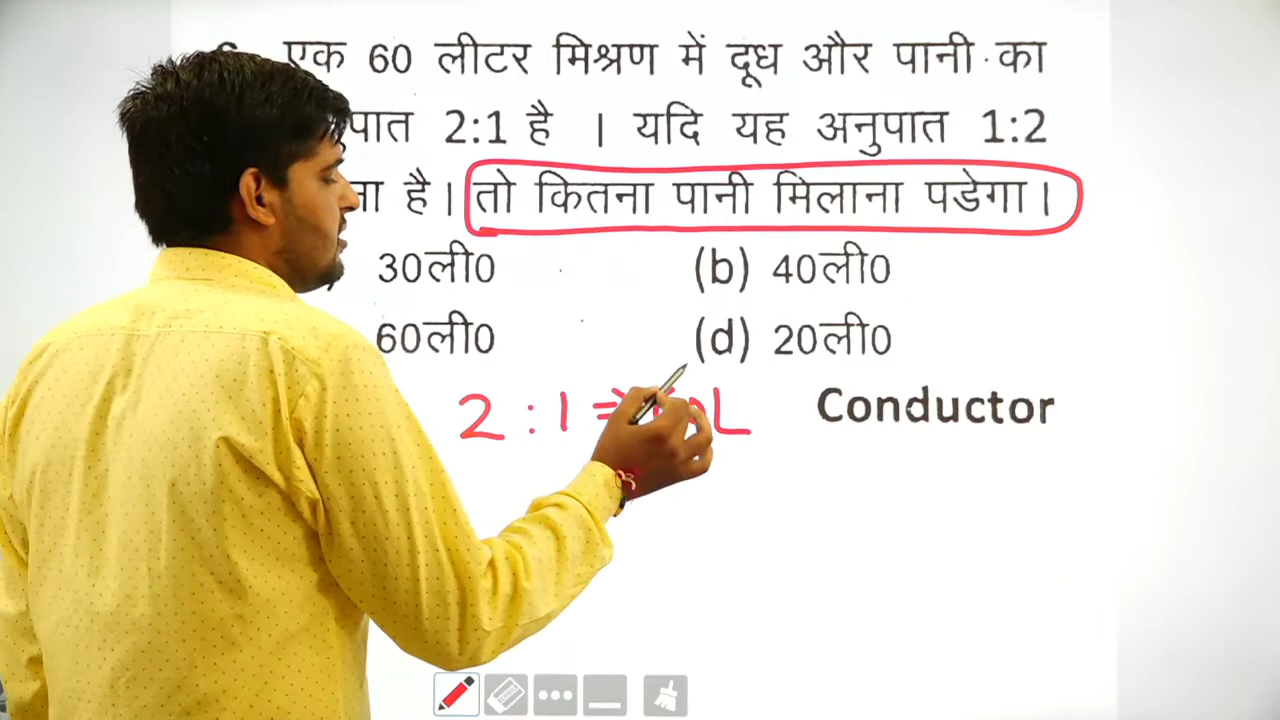 एक 60 लीटर मिश्रण में दूध और पानी का
2:1 है । यदि यह अनुपात 1:2
है। तो कितना पानी मिलाना पडेगा।
30ली0 (b) 40ली0
60ली0 (d) 20ली0
2 : 1 ⇒ Conductor